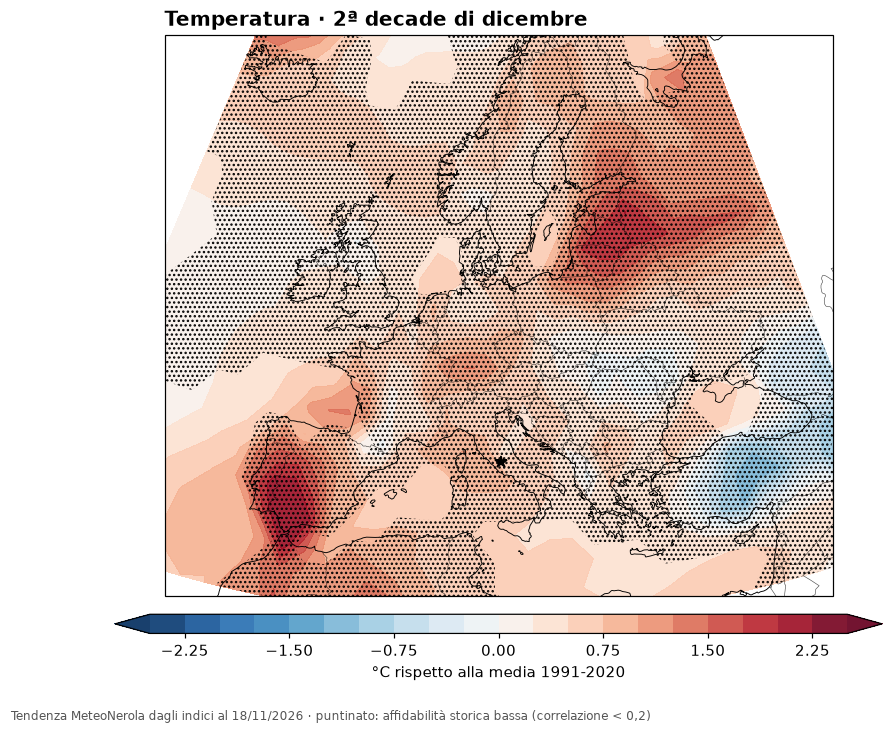 Temperatura · 2ª decade di dicembre
−2.25 −1.50 −0.75 0.00 0.75 1.50 2.25
°C rispetto alla media 1991-2020
Tendenza MeteoNerola dagli indici al 18/11/2026 · puntinato: affidabilità storica bassa (correlazione < 0,2)